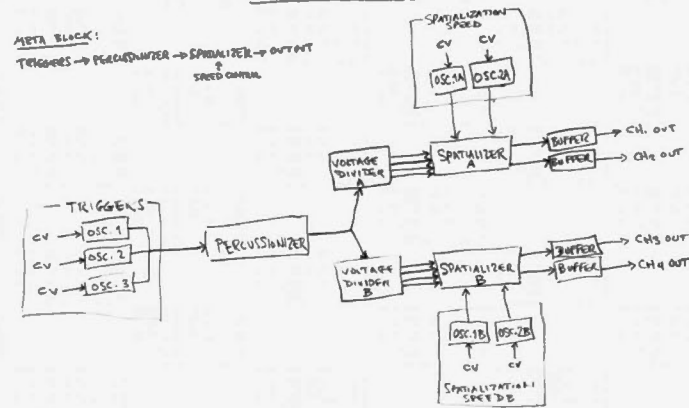 META BLOCK:
TRIGGERS → PERCUSSIONIZER → SPATIALIZER → OUTPUT
↑
SPEED CONTROL
SPATIALIZATION
SPEED
CV CV
OSC.1A OSC.2A
VOLTAGE
DIVIDER
A
SPATIALIZER
A
BUFFER CH1 OUT
BUFFER CH2 OUT
TRIGGERS
CV OSC. 1
CV OSC. 2
CV OSC. 3
PERCUSSIONIZER
VOLTAGE
DIVIDER
B
SPATIALIZER
B
BUFFER CH3 OUT
BUFFER CH4 OUT
OSC.1B OSC.2B
CV CV
SPATIALIZATION
SPEED B